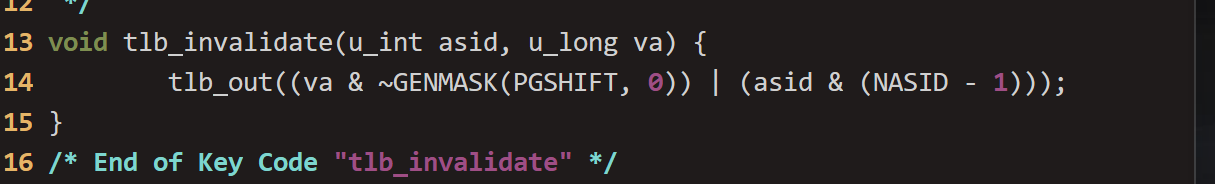 12 */
13 void tlb_invalidate(u_int asid, u_long va) {
14 tlb_out((va & ~GENMASK(PGSHIFT, 0)) | (asid & (NASID - 1)));
15 }
16 /* End of Key Code "tlb_invalidate" */